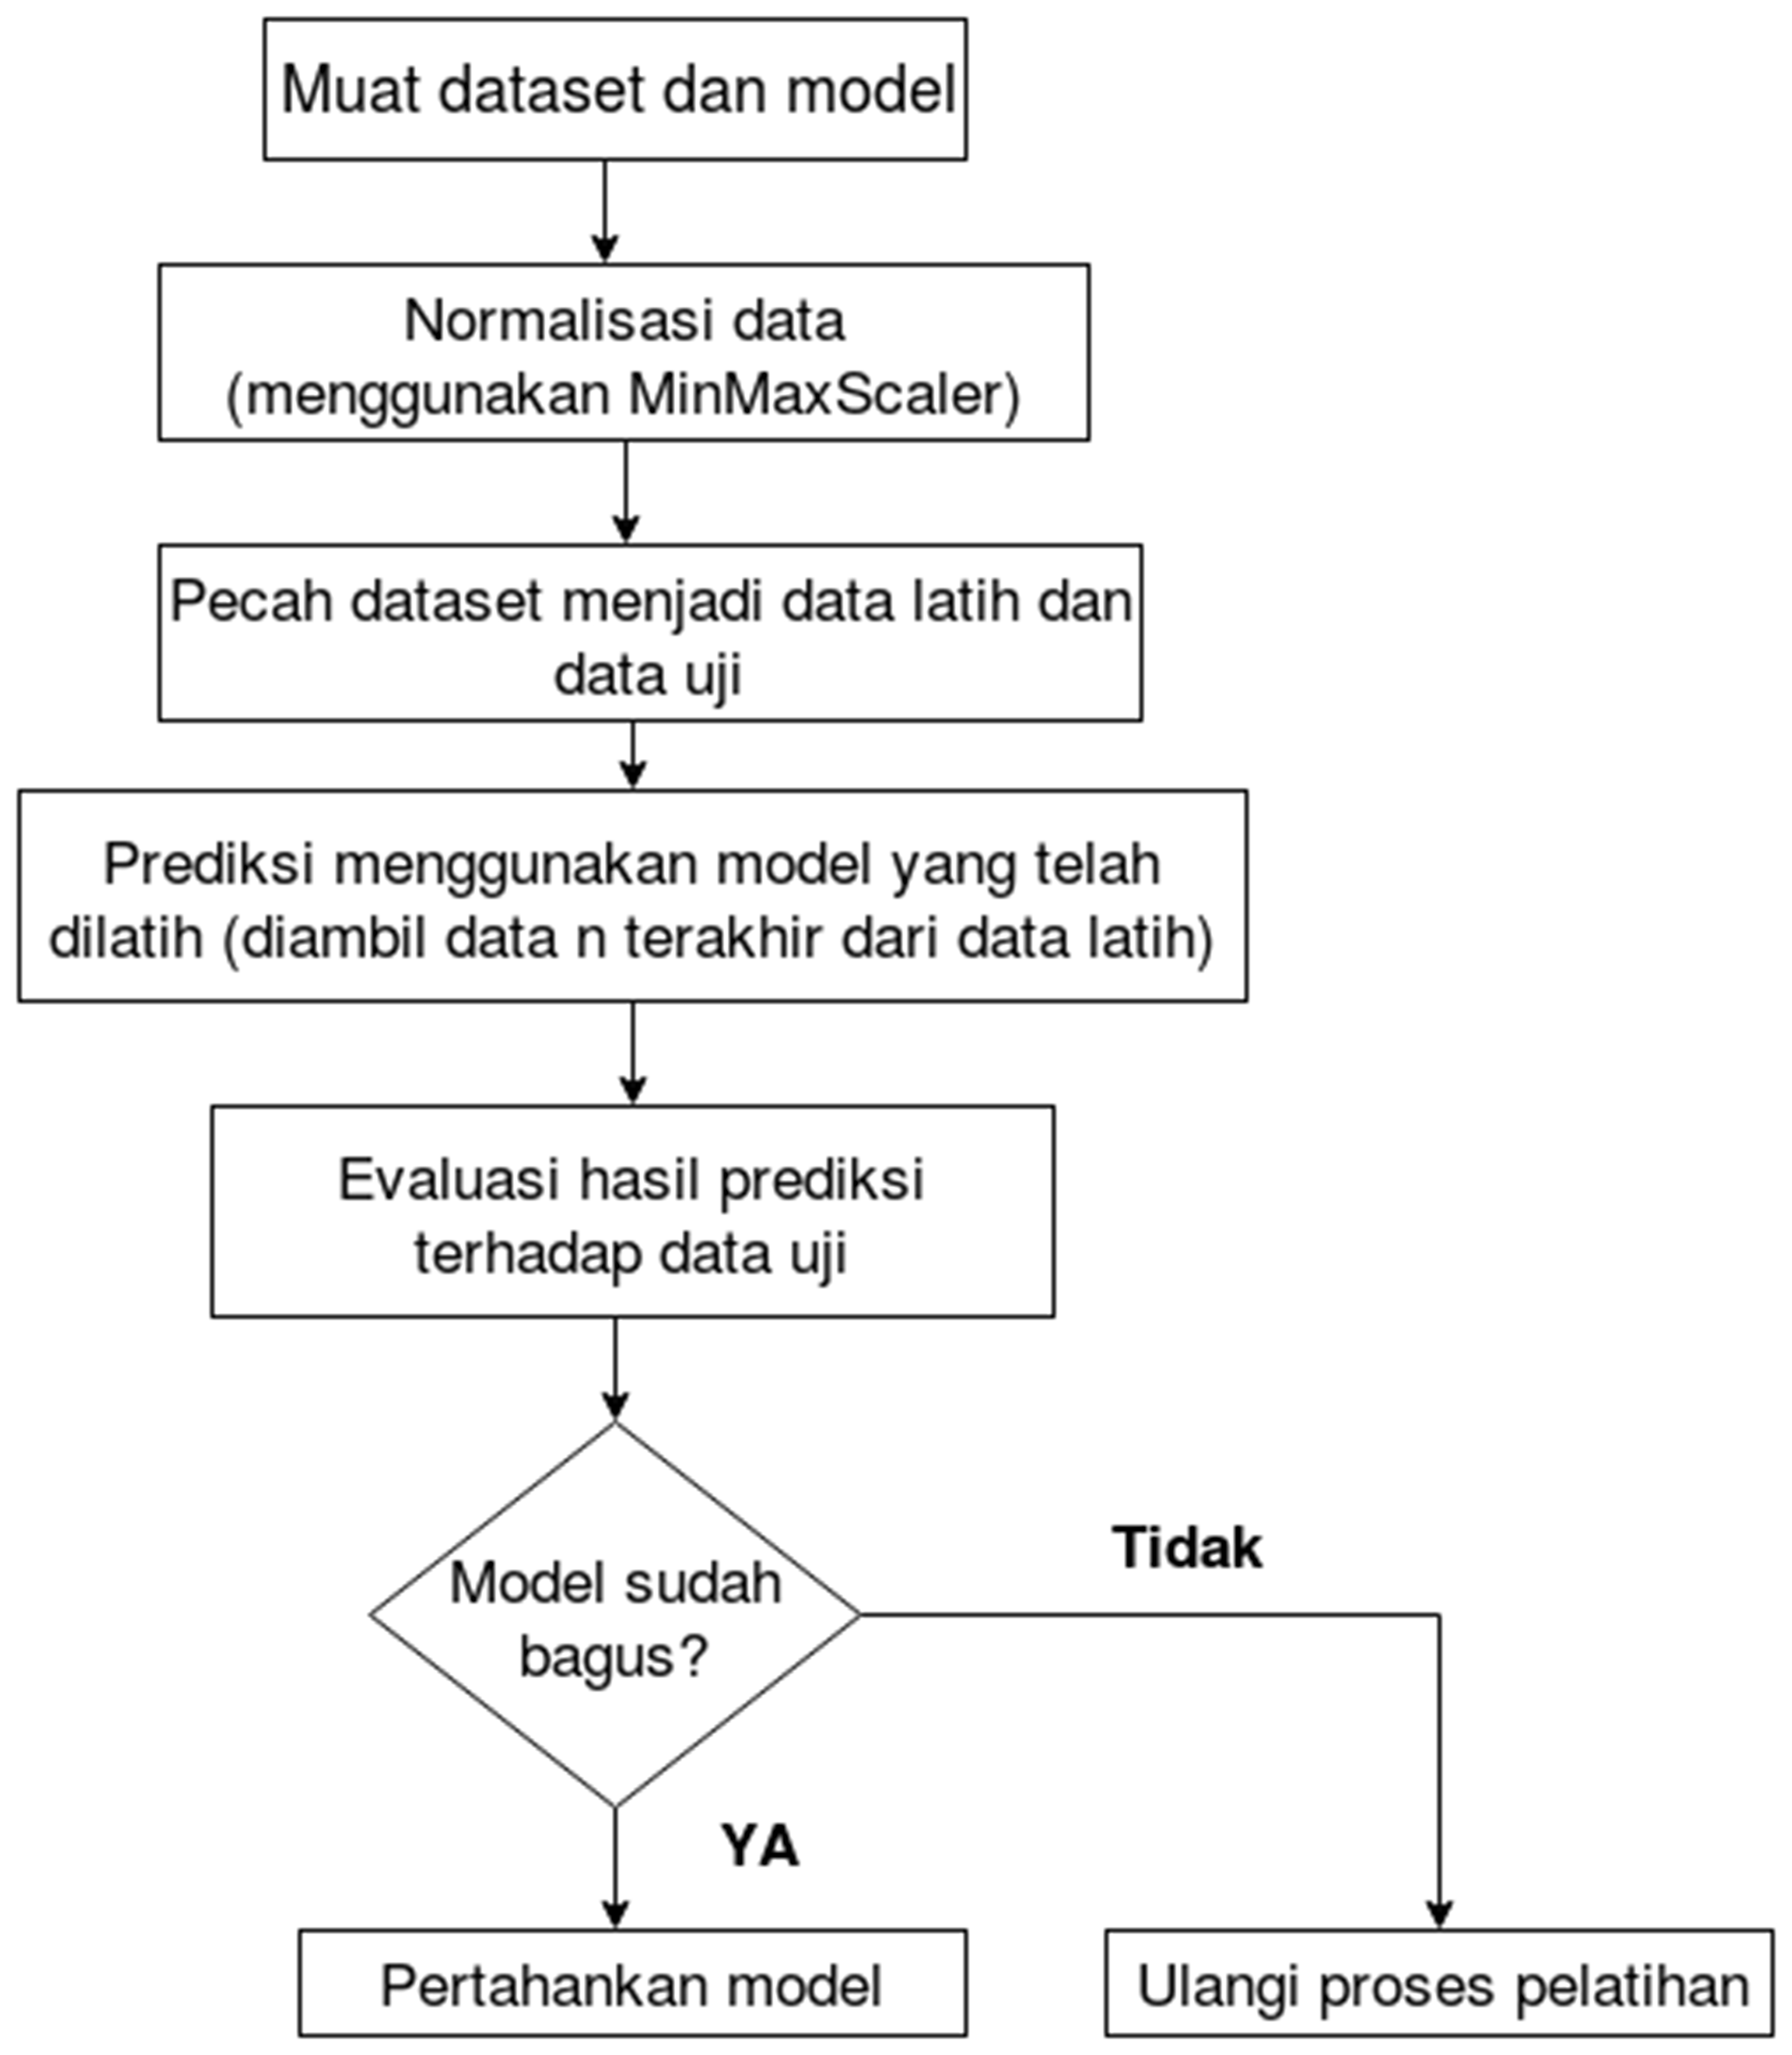 Muat dataset dan model
Normalisasi data
(menggunakan MinMaxScaler)
Pecah dataset menjadi data latih dan
data uji
Prediksi menggunakan model yang telah
dilatih (diambil data n terakhir dari data latih)
Evaluasi hasil prediksi
terhadap data uji
Model sudah
bagus?
Tidak
YA
Pertahankan model
Ulangi proses pelatihan